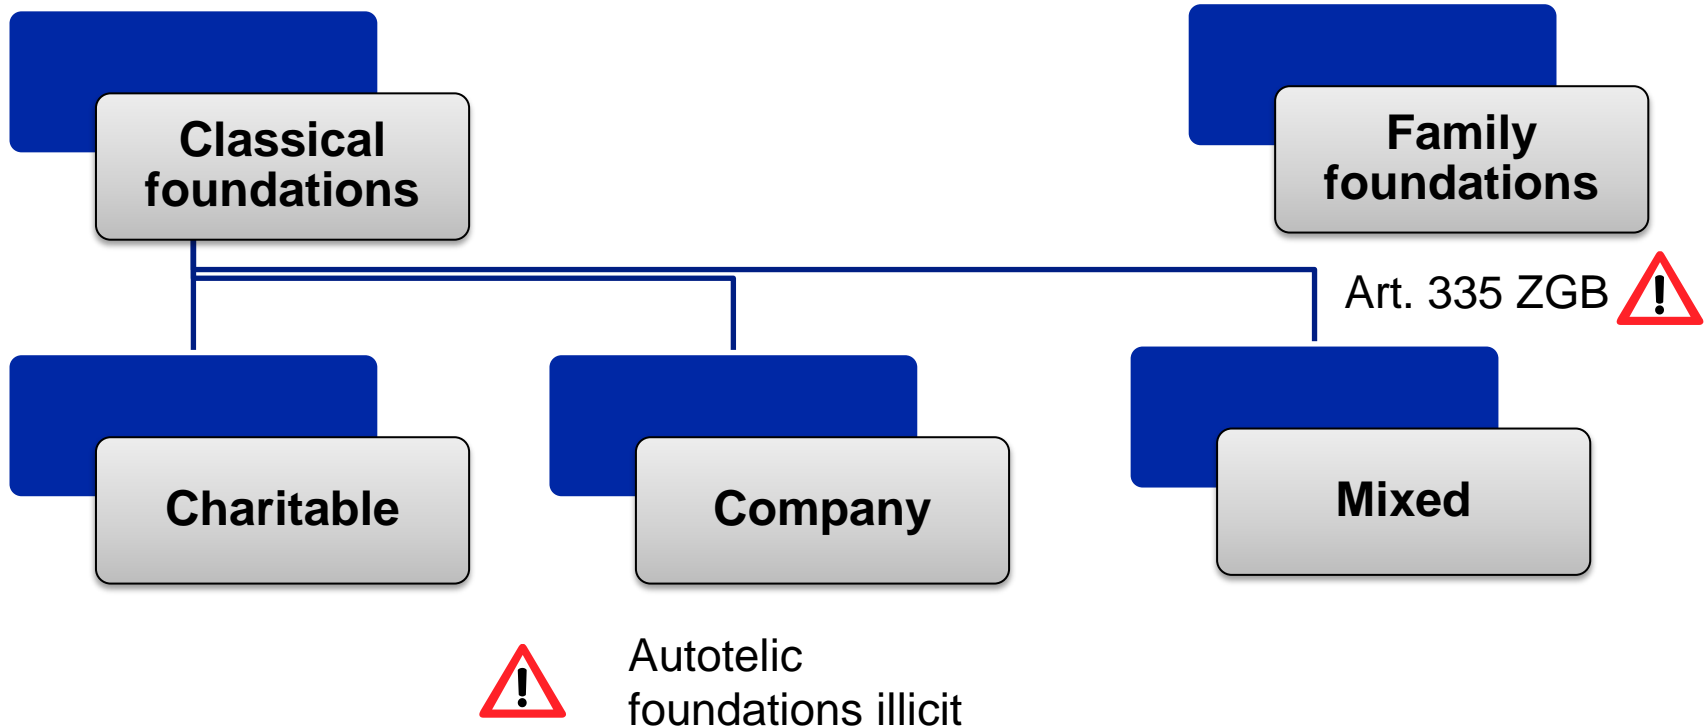 Classical
foundations
Family
foundations
Art. 335 ZGB
Charitable
Company
Mixed
Autotelic
foundations illicit